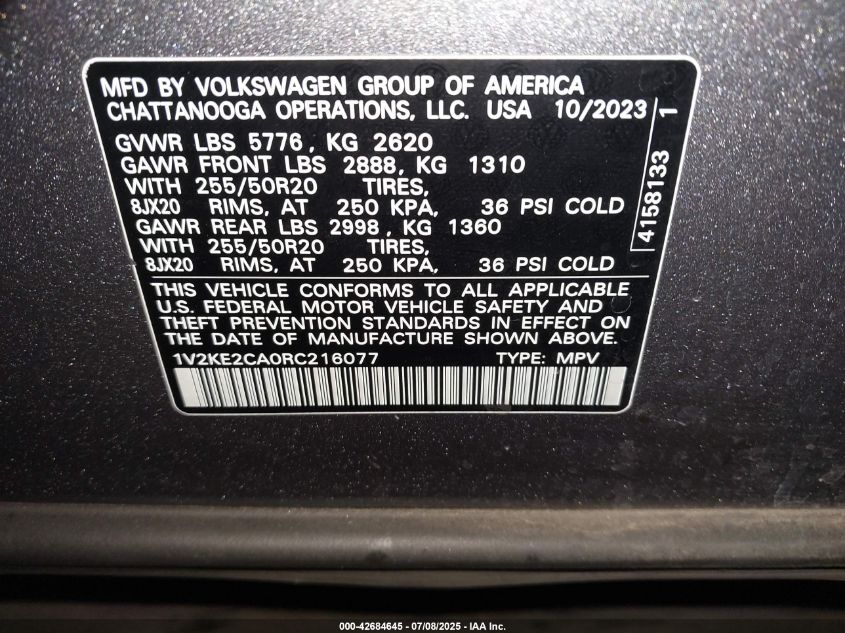 MFD BY VOLKSWAGEN GROUP OF AMERICA
CHATTANOOGA OPERATIONS, LLC. USA 10/2023
GVWR LBS 5776, KG 2620
GAWR FRONT LBS 2888, KG 1310
WITH 255/50R20 TIRES,
8JX20 RIMS, AT 250 KPA, 36 PSI COLD
GAWR REAR LBS 2998, KG 1360
WITH 255/50R20 TIRES,
8JX20 RIMS, AT 250 KPA, 36 PSI COLD
4158133 1
THIS VEHICLE CONFORMS TO ALL APPLICABLE
U.S. FEDERAL MOTOR VEHICLE SAFETY AND
THEFT PREVENTION STANDARDS IN EFFECT ON
THE DATE OF MANUFACTURE SHOWN ABOVE.
1V2KE2CA0RC216077 TYPE: MPV
000-42684645 - 07/08/2025 - IAA Inc.